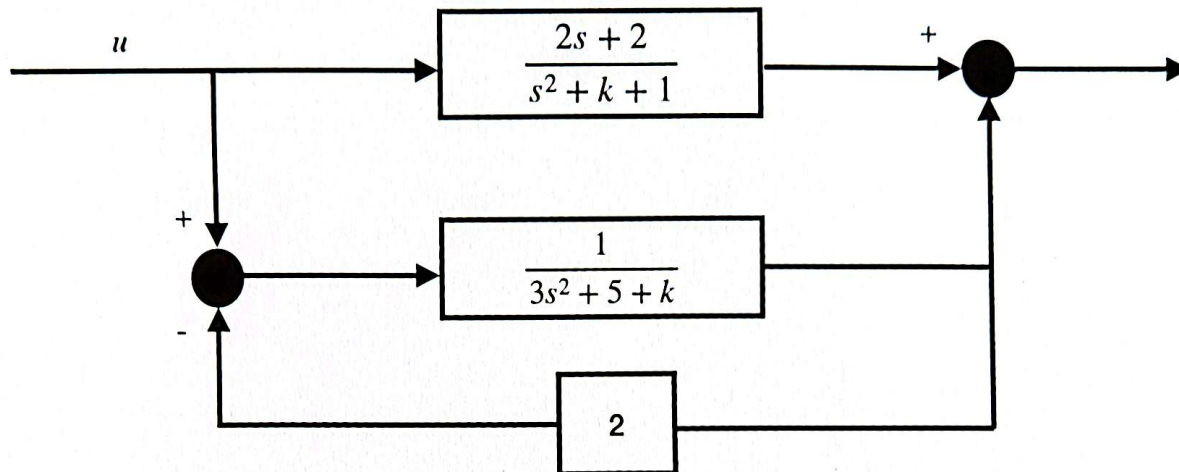 u
2s + 2
s² + k + 1
+
+
1
3s² + 5 + k
-
2